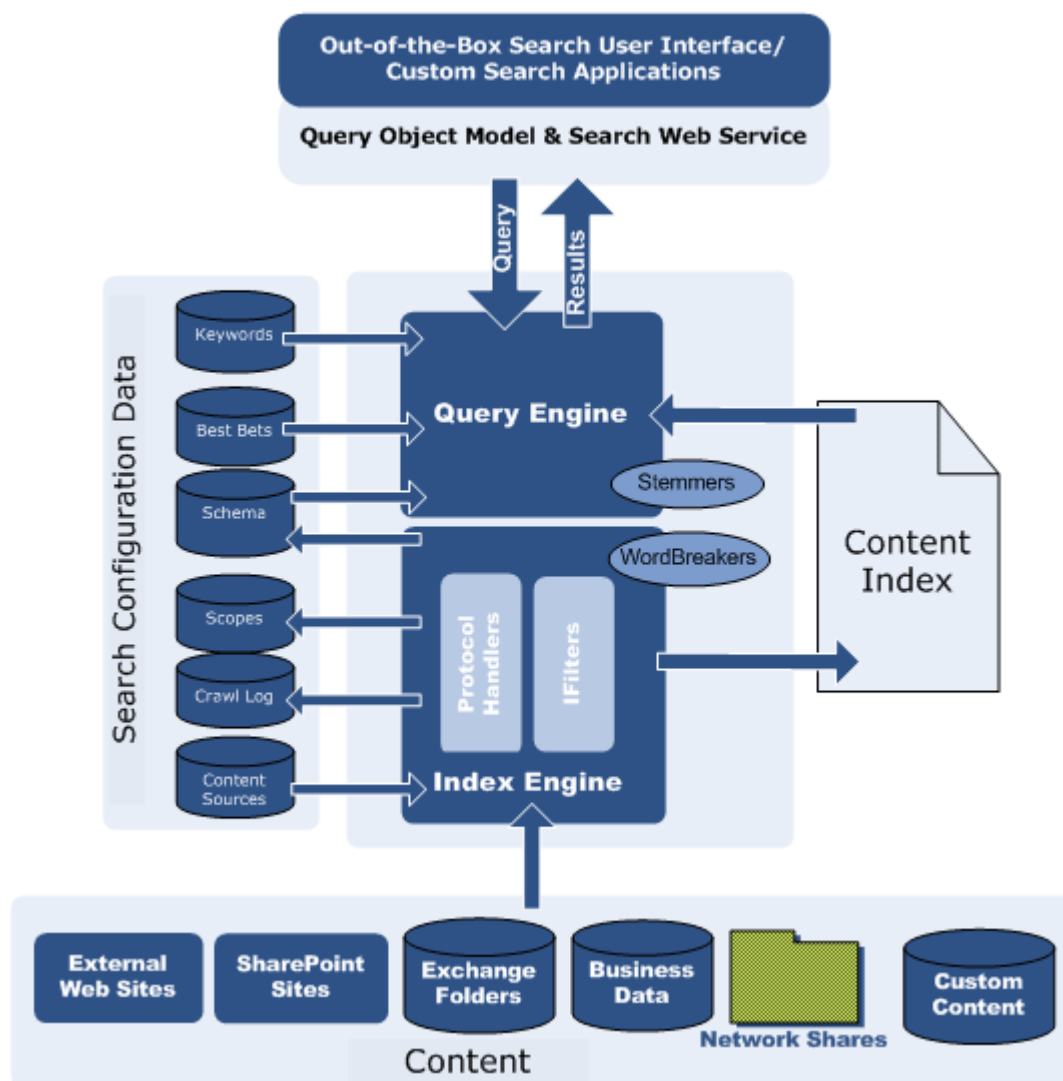 Out-of-the-Box Search User Interface/
Custom Search Applications
Query Object Model & Search Web Service
Query
Results
Search Configuration Data
Keywords
Best Bets
Schema
Scopes
Crawl Log
Content
Sources
Query Engine
Stemmers
WordBreakers
Protocol
Handlers
IFilters
Index Engine
Content
Index
External
Web Sites
SharePoint
Sites
Exchange
Folders
Business
Data
Network Shares
Custom
Content
Content